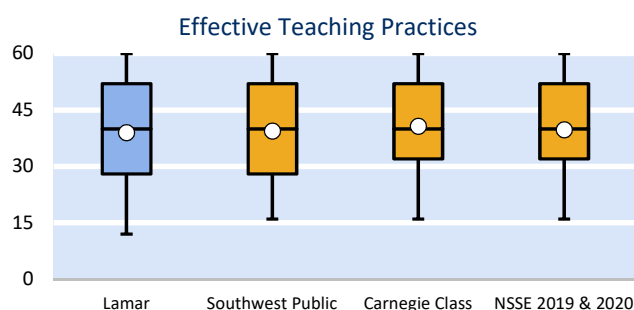 Effective Teaching Practices
60
45
30
15
0
Lamar Southwest Public Carnegie Class NSSE 2019 & 2020